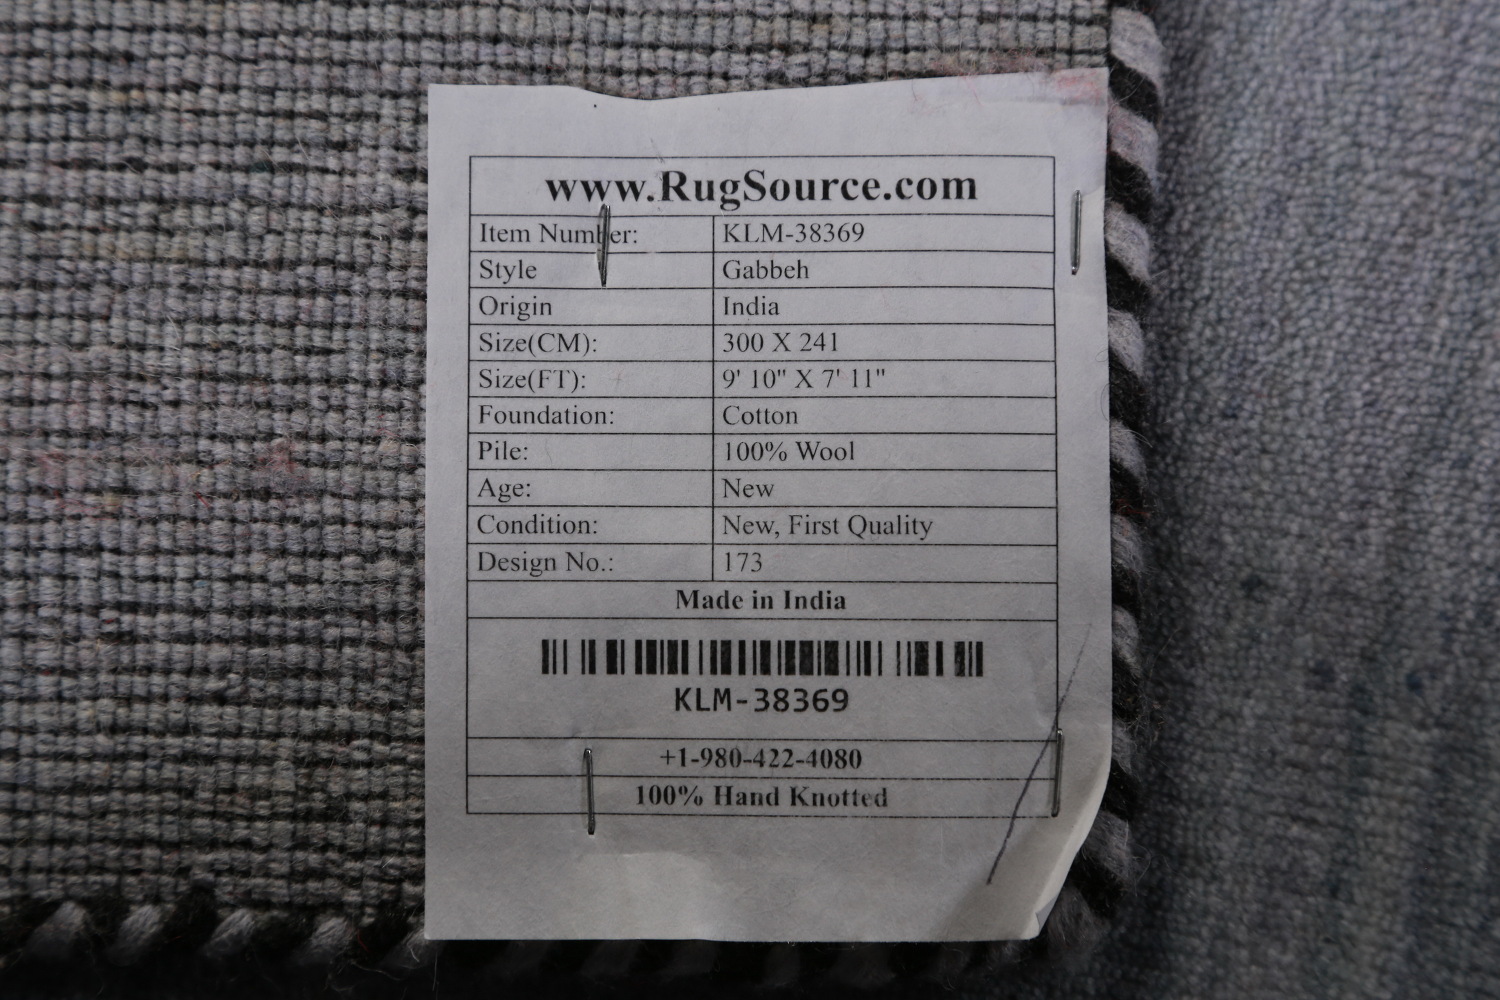 www.RugSource.com
Item Number: KLM-38369
Style Gabbeh
Origin India
Size(CM): 300 X 241
Size(FT): 9' 10" X 7' 11"
Foundation: Cotton
Pile: 100% Wool
Age: New
Condition: New, First Quality
Design No.: 173
Made in India
KLM-38369
+1-980-422-4080
100% Hand Knotted